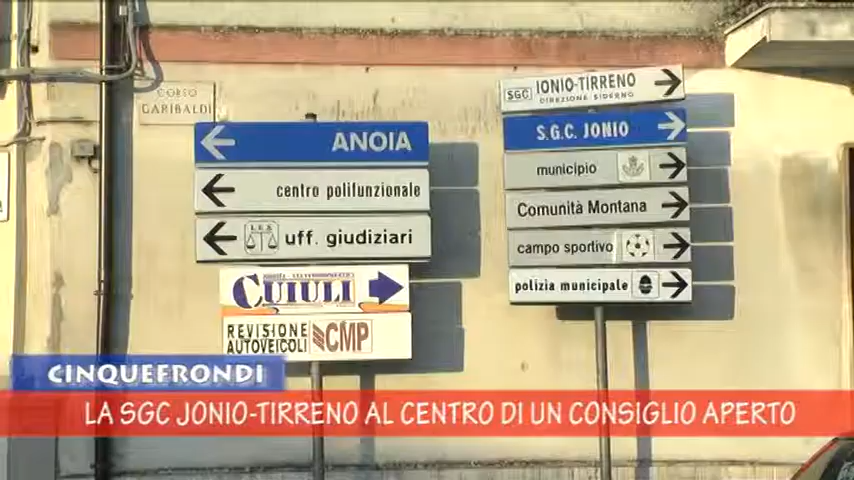 CORSO
GARIBALDI
ANOIA
centro polifunzionale
L E X
uff. giudiziari
CUIULI
REVISIONE
AUTOVEICOLI
CMP
SGC IONIO-TIRRENO
DIREZIONE SIDERNO
S.G.C. JONIO
municipio
Comunità Montana
campo sportivo
polizia municipale
CINQUEFRONDI
LA SGC JONIO-TIRRENO AL CENTRO DI UN CONSIGLIO APERTO